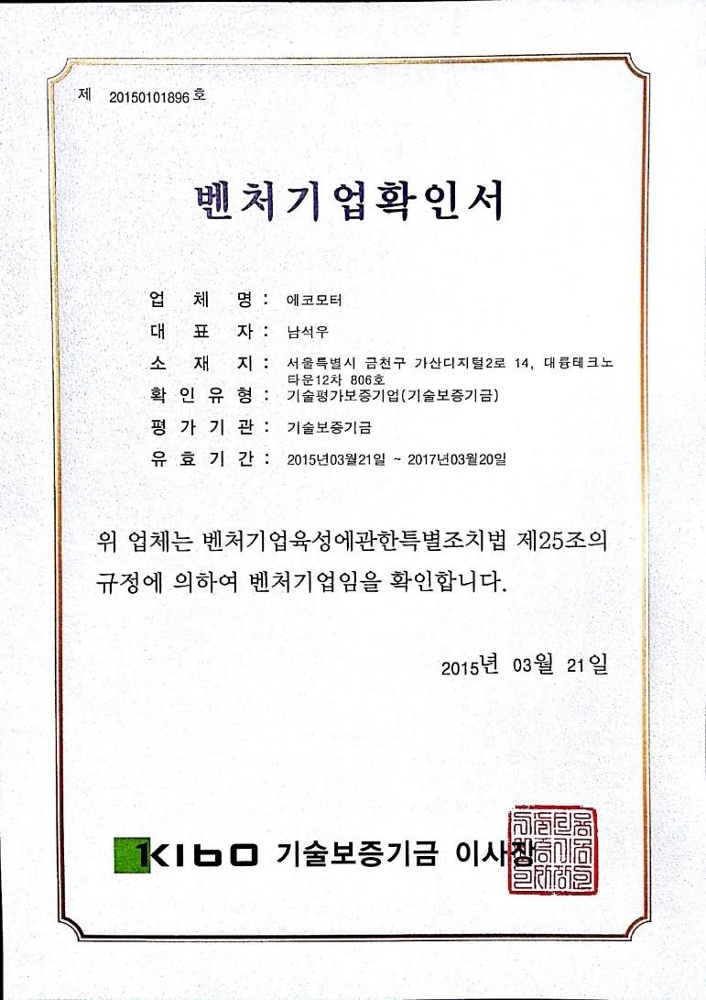 제 20150101896 호
벤처기업확인서
업 체 명 : 에코모터
대 표 자 : 남석우
소 재 지 : 서울특별시 금천구 가산디지털2로 14, 대륭테크노
타운12차 806호
확 인 유 형 : 기술평가보증기업(기술보증기금)
평 가 기 관 : 기술보증기금
유 효 기 간 : 2015년03월21일 ~ 2017년03월20일
위 업체는 벤처기업육성에관한특별조치법 제25조의
규정에 의하여 벤처기업임을 확인합니다.
2015년 03월 21일
KIBO 기술보증기금 이사장